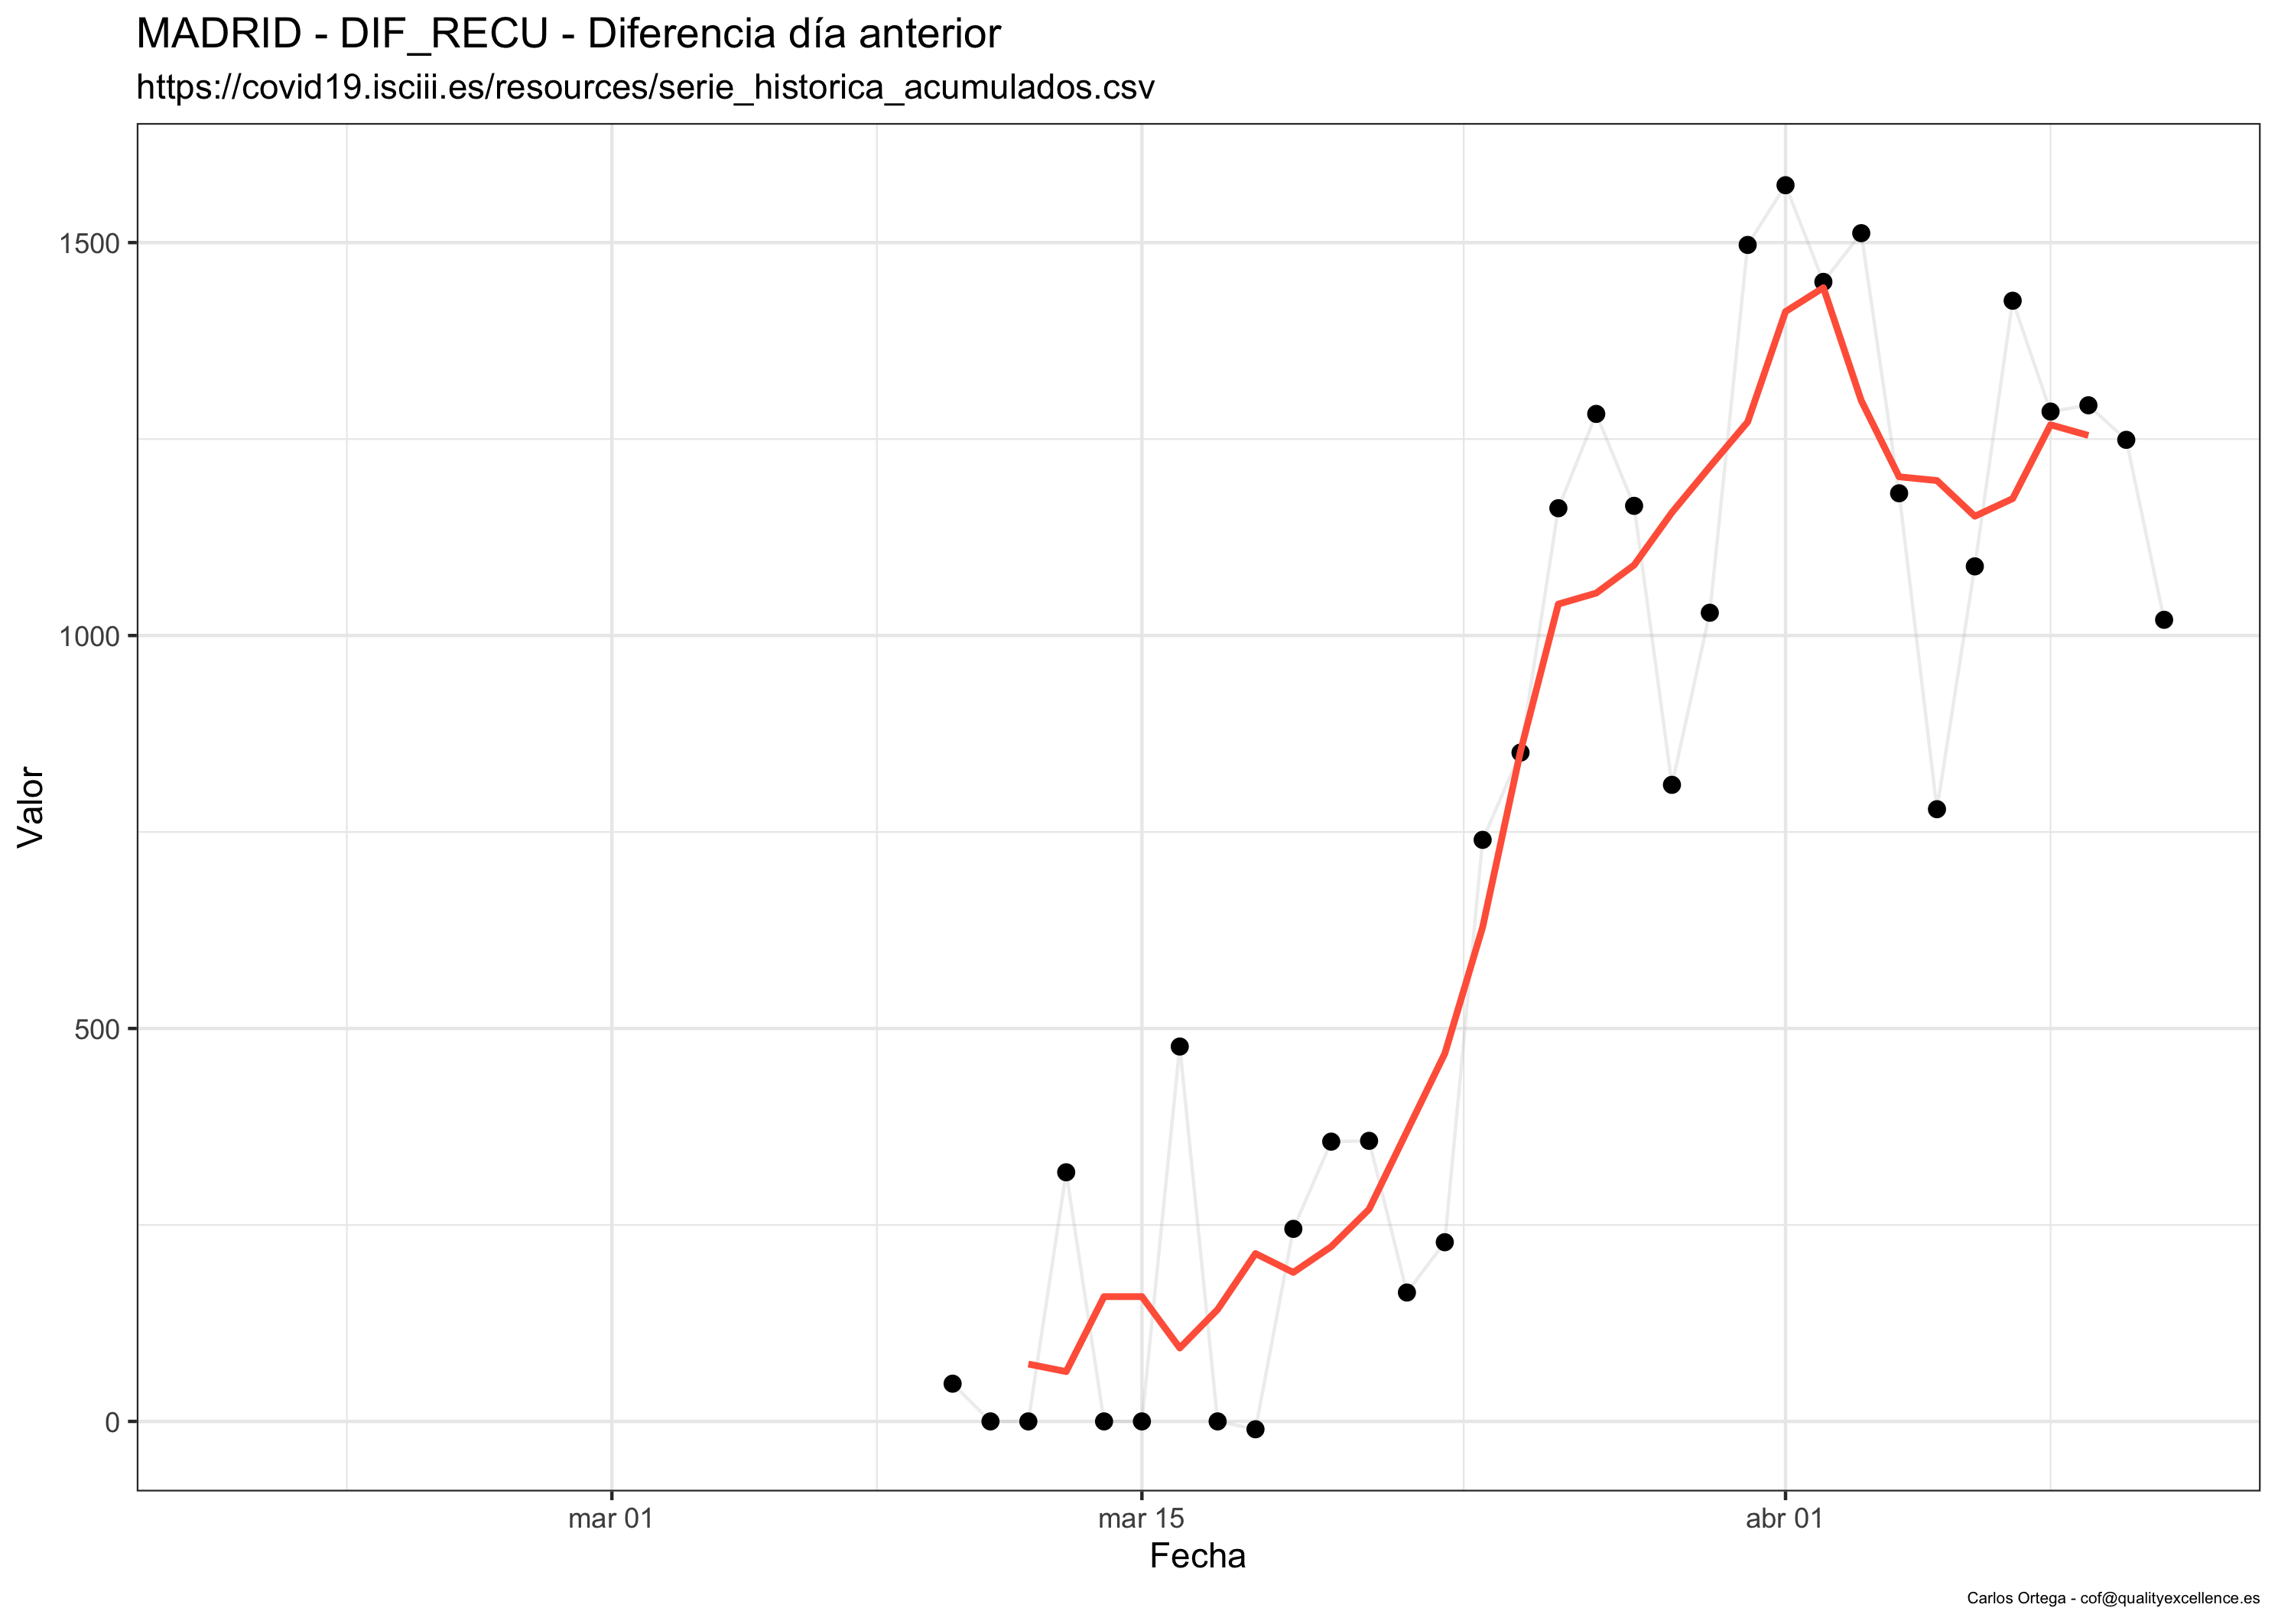 MADRID - DIF_RECU - Diferencia día anterior
https://covid19.isciii.es/resources/serie_historica_acumulados.csv
1500
1000
500
0
Valor
mar 01
mar 15
abr 01
Fecha
Carlos Ortega - cof@qualityexcellence.es